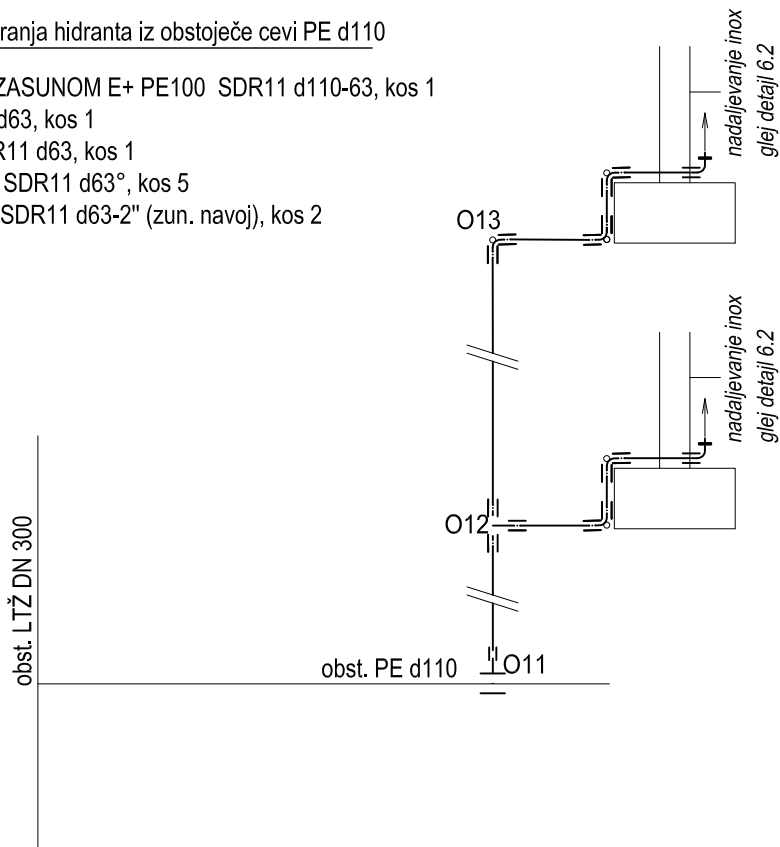 ranja hidranta iz obstoječe cevi PE d110
ZASUNOM E+ PE100 SDR11 d110-63, kos 1
d63, kos 1
R11 d63, kos 1
SDR11 d63°, kos 5
SDR11 d63-2" (zun. navoj), kos 2
nadaljevanje inox
glej detajl 6.2
O13
nadaljevanje inox
glej detajl 6.2
O12
obst. LTŽ DN 300
obst. PE d110
O11